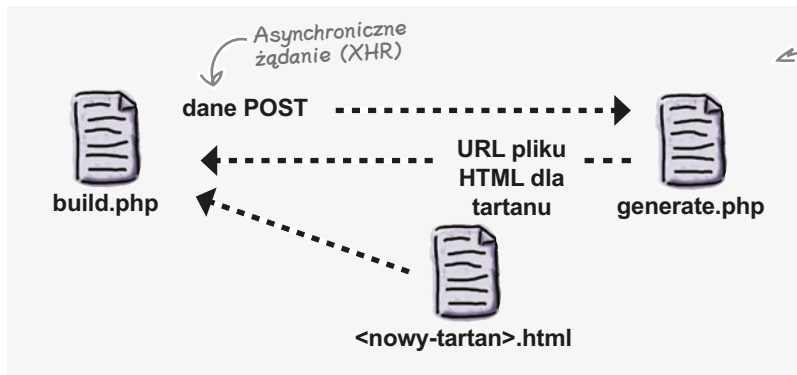 Asynchroniczne
żądanie (XHR)
dane POST
URL pliku
HTML dla
tartanu
build.php
generate.php
<nowy-tartan>.html